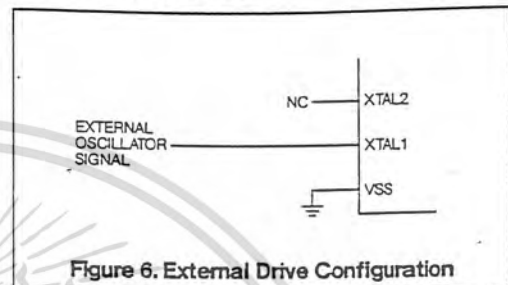 NC
XTAL2
EXTERNAL
OSCILLATOR
SIGNAL
XTAL1
VSS
Figure 6. External Drive Configuration